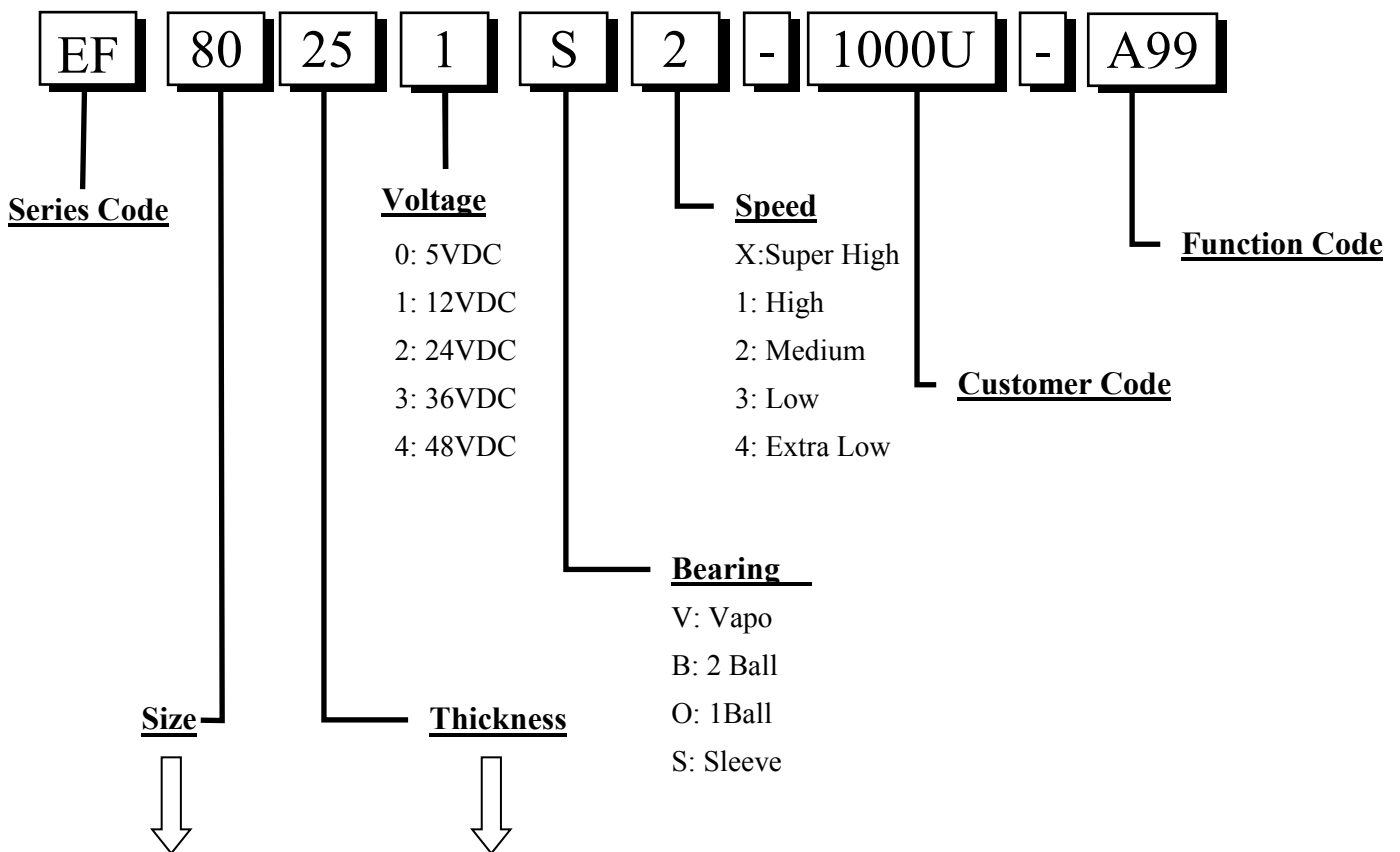 EF 80 25 1 S 2 - 1000U - A99
Series Code
Voltage
0: 5VDC
1: 12VDC
2: 24VDC
3: 36VDC
4: 48VDC
Speed
X:Super High
1: High
2: Medium
3: Low
4: Extra Low
Function Code
Customer Code
Bearing
V: Vapo
B: 2 Ball
O: 1Ball
S: Sleeve
Size
Thickness